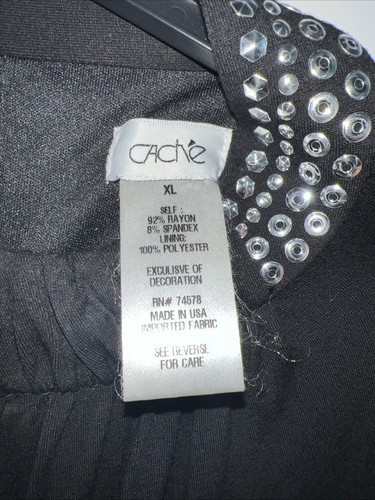 CACHé
XL
SELF :
92% RAYON
8% SPANDEX
LINING:
100% POLYESTER
EXCLUSIVE OF
DECORATION
RN# 74578
MADE IN USA
IMPORTED FABRIC
SEE REVERSE
FOR CARE